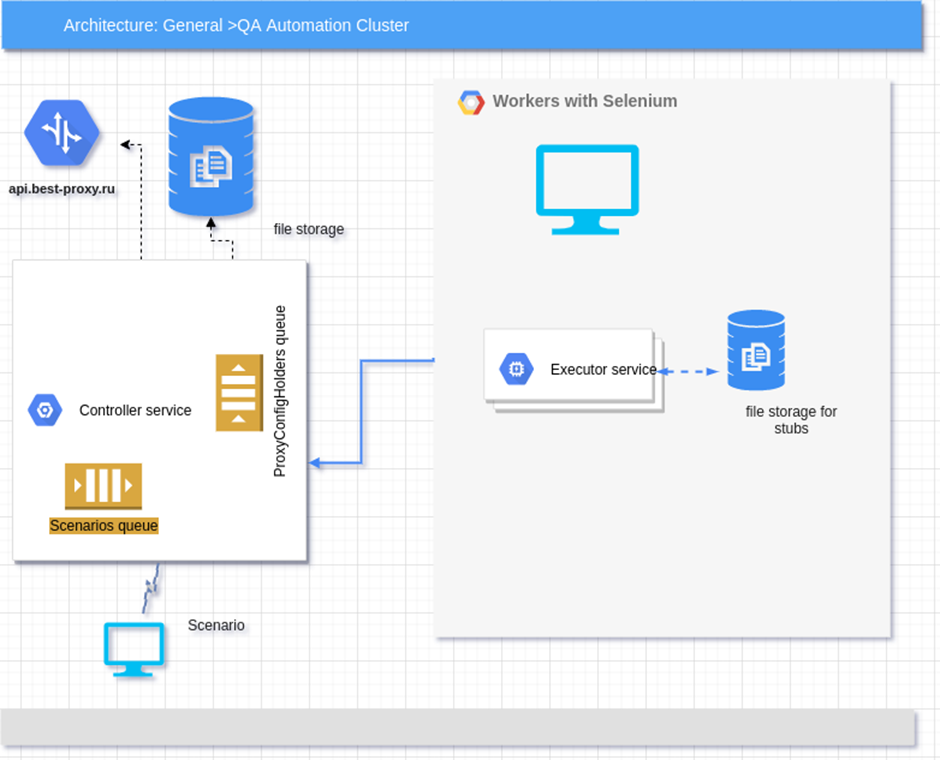 Architecture: General >QA Automation Cluster
Workers with Selenium
api.best-proxy.ru
file storage
ProxyConfigHolders queue
Executor service
Controller service
file storage for
stubs
Scenarios queue
Scenario